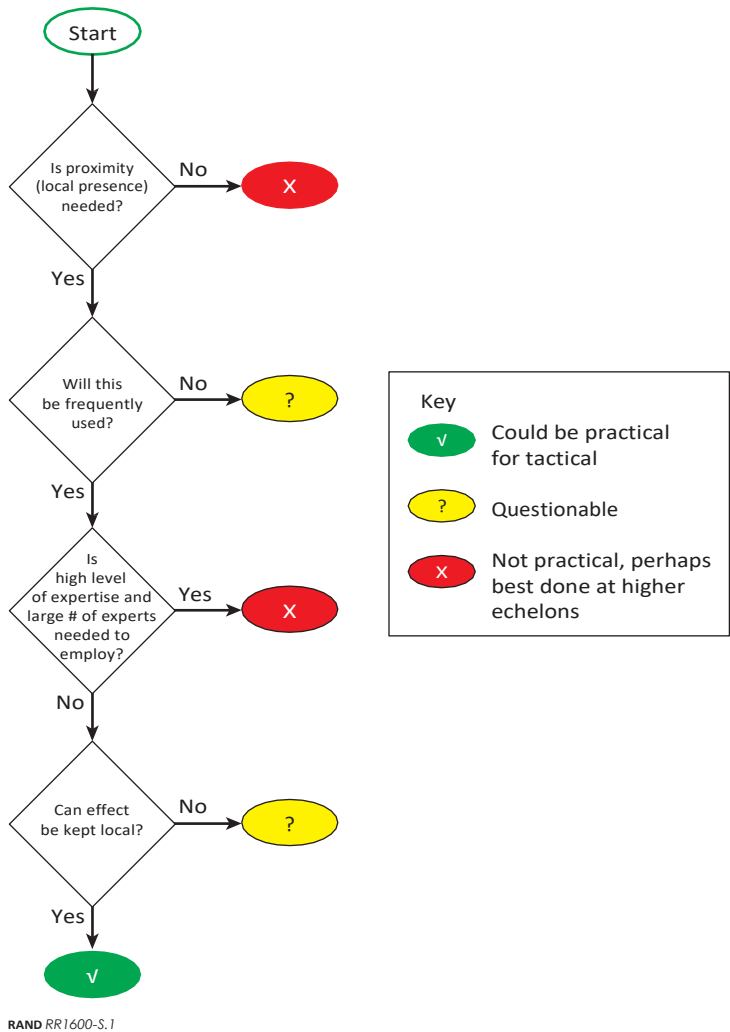 Start
Is proximity
(local presence)
needed?
No
X
Yes
Will this
be frequently
used?
No
?
Yes
Is
high level
of expertise and
large # of experts
needed to
employ?
Yes
X
No
Can effect
be kept local?
No
?
Yes
√
Key
√
Could be practical
for tactical
?
Questionable
X
Not practical, perhaps
best done at higher
echelons
RAND RR1600-S.1